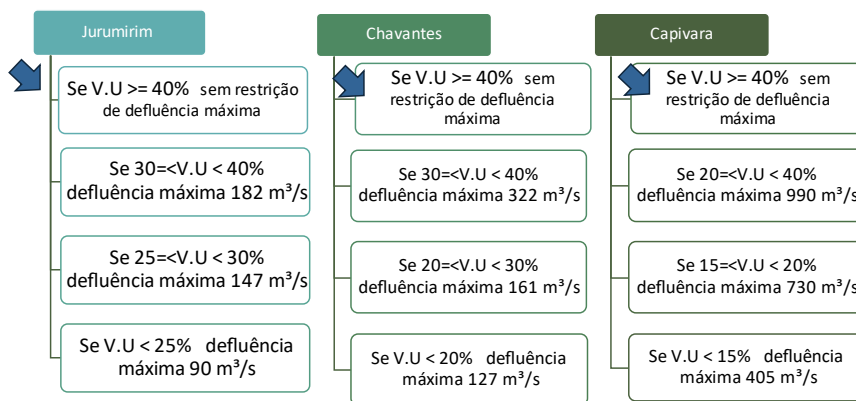 Jurumirim
Se V.U >= 40% sem restrição
de defluência máxima
Se 30=<V.U < 40%
defluência máxima 182 m³/s
Se 25=<V.U < 30%
defluência máxima 147 m³/s
Se V.U < 25% defluência
máxima 90 m³/s
Chavantes
Se V.U >= 40% sem
restrição de defluência
máxima
Se 30=<V.U < 40%
defluência máxima 322 m³/s
Se 20=<V.U < 30%
defluência máxima 161 m³/s
Se V.U < 20% defluência
máxima 127 m³/s
Capivara
Se V.U >= 40% sem
restrição de defluência
máxima
Se 20=<V.U < 40%
defluência máxima 990 m³/s
Se 15=<V.U < 20%
defluência máxima 730 m³/s
Se V.U < 15% defluência
máxima 405 m³/s